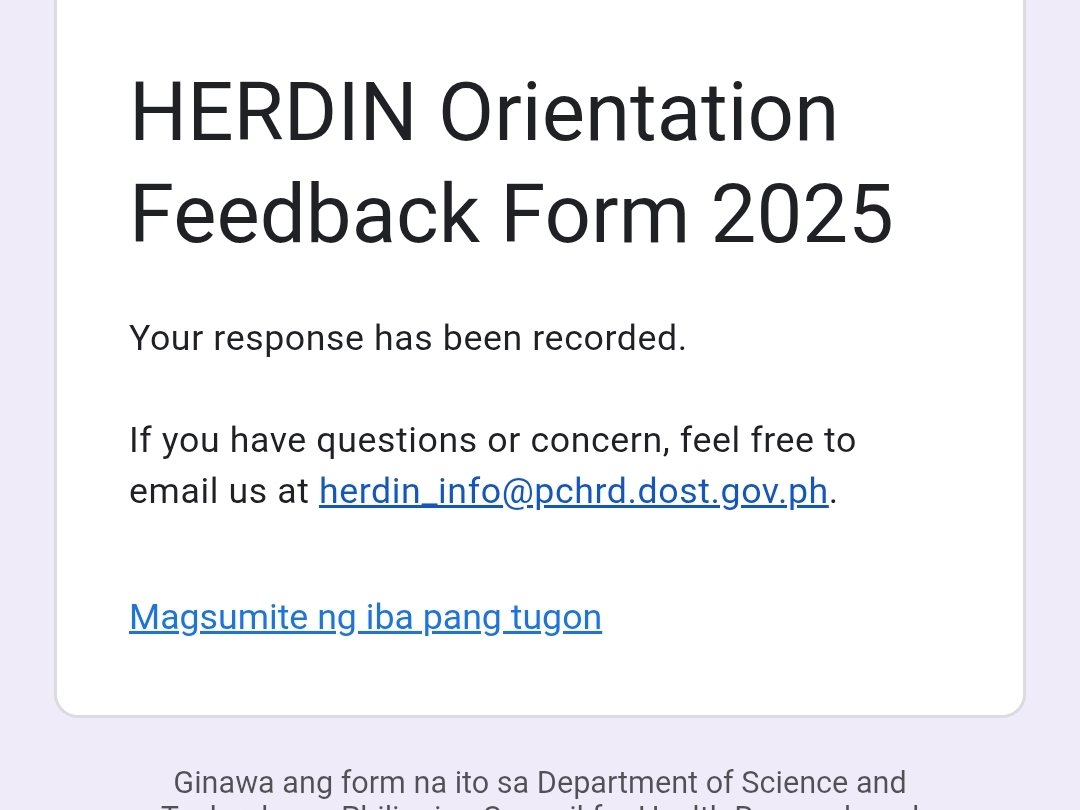 HERDIN Orientation
Feedback Form 2025
Your response has been recorded.
If you have questions or concern, feel free to
email us at herdin_info@pchrd.dost.gov.ph.
Magsumite ng iba pang tugon
Ginawa ang form na ito sa Department of Science and